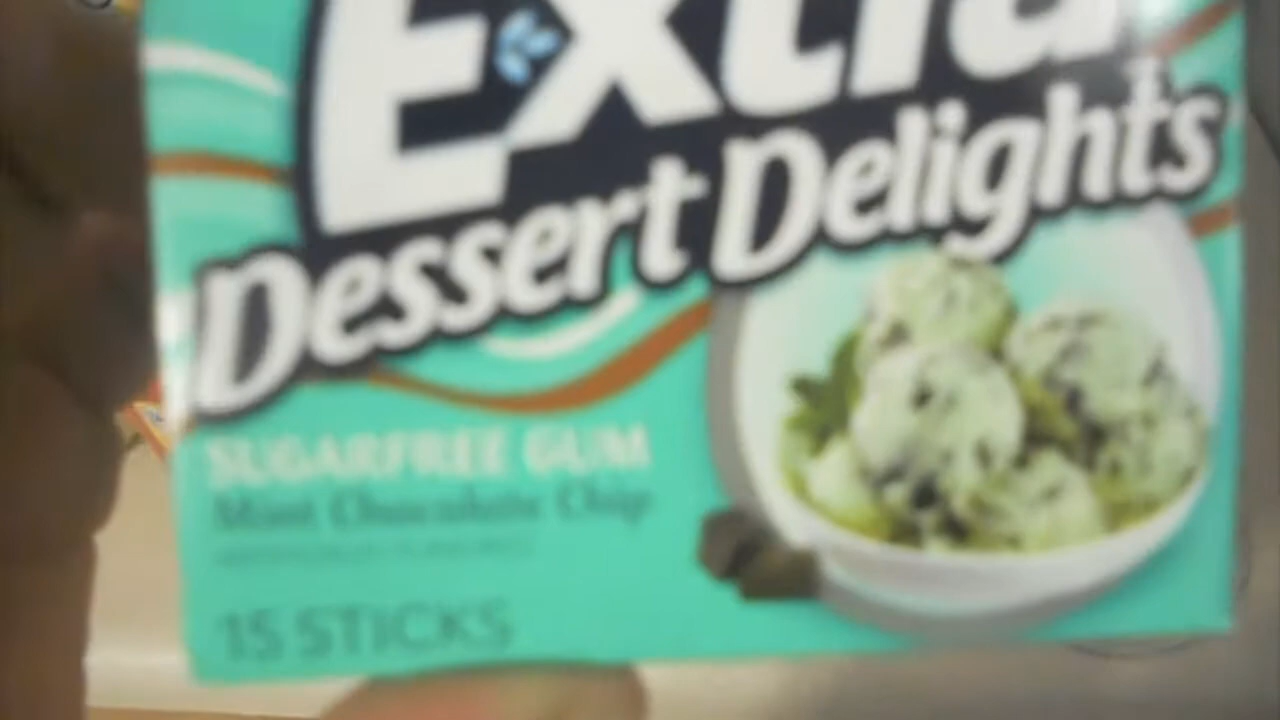 Extra
Dessert Delights
SUGARFREE GUM
Mint Chocolate Chip
15 STICKS